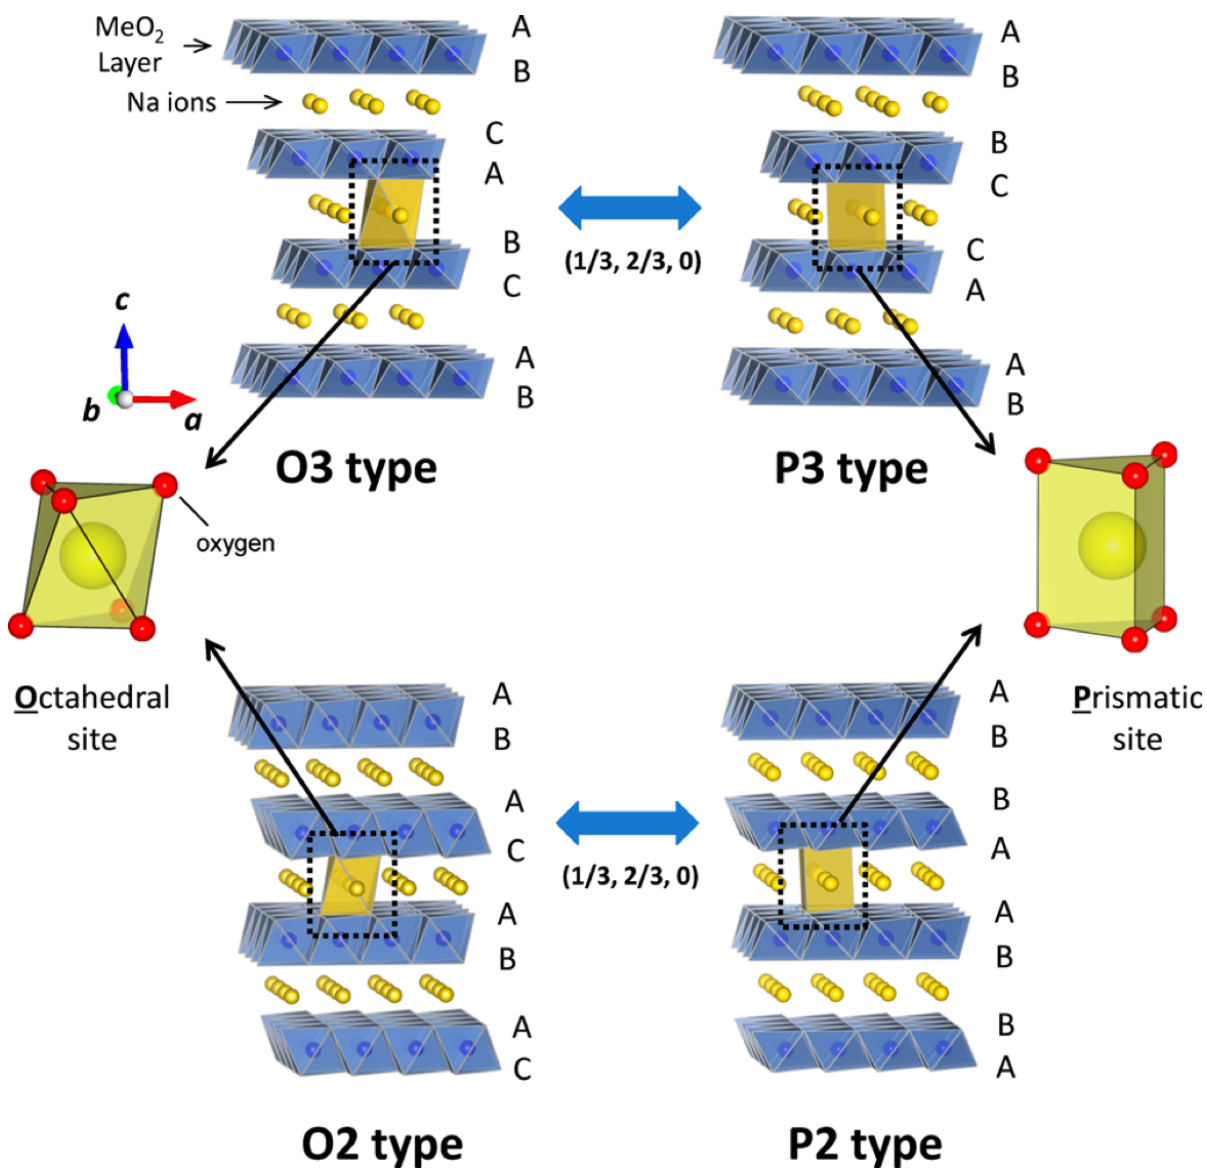 MeO2
Layer
Na ions
A
B
C
A
B
C
A
B
A
B
B
C
C
A
A
B
(1/3, 2/3, 0)
c
b
a
O3 type
P3 type
oxygen
Octahedral
site
Prismatic
site
A
B
A
C
A
B
A
C
A
B
B
A
A
B
B
A
(1/3, 2/3, 0)
O2 type
P2 type